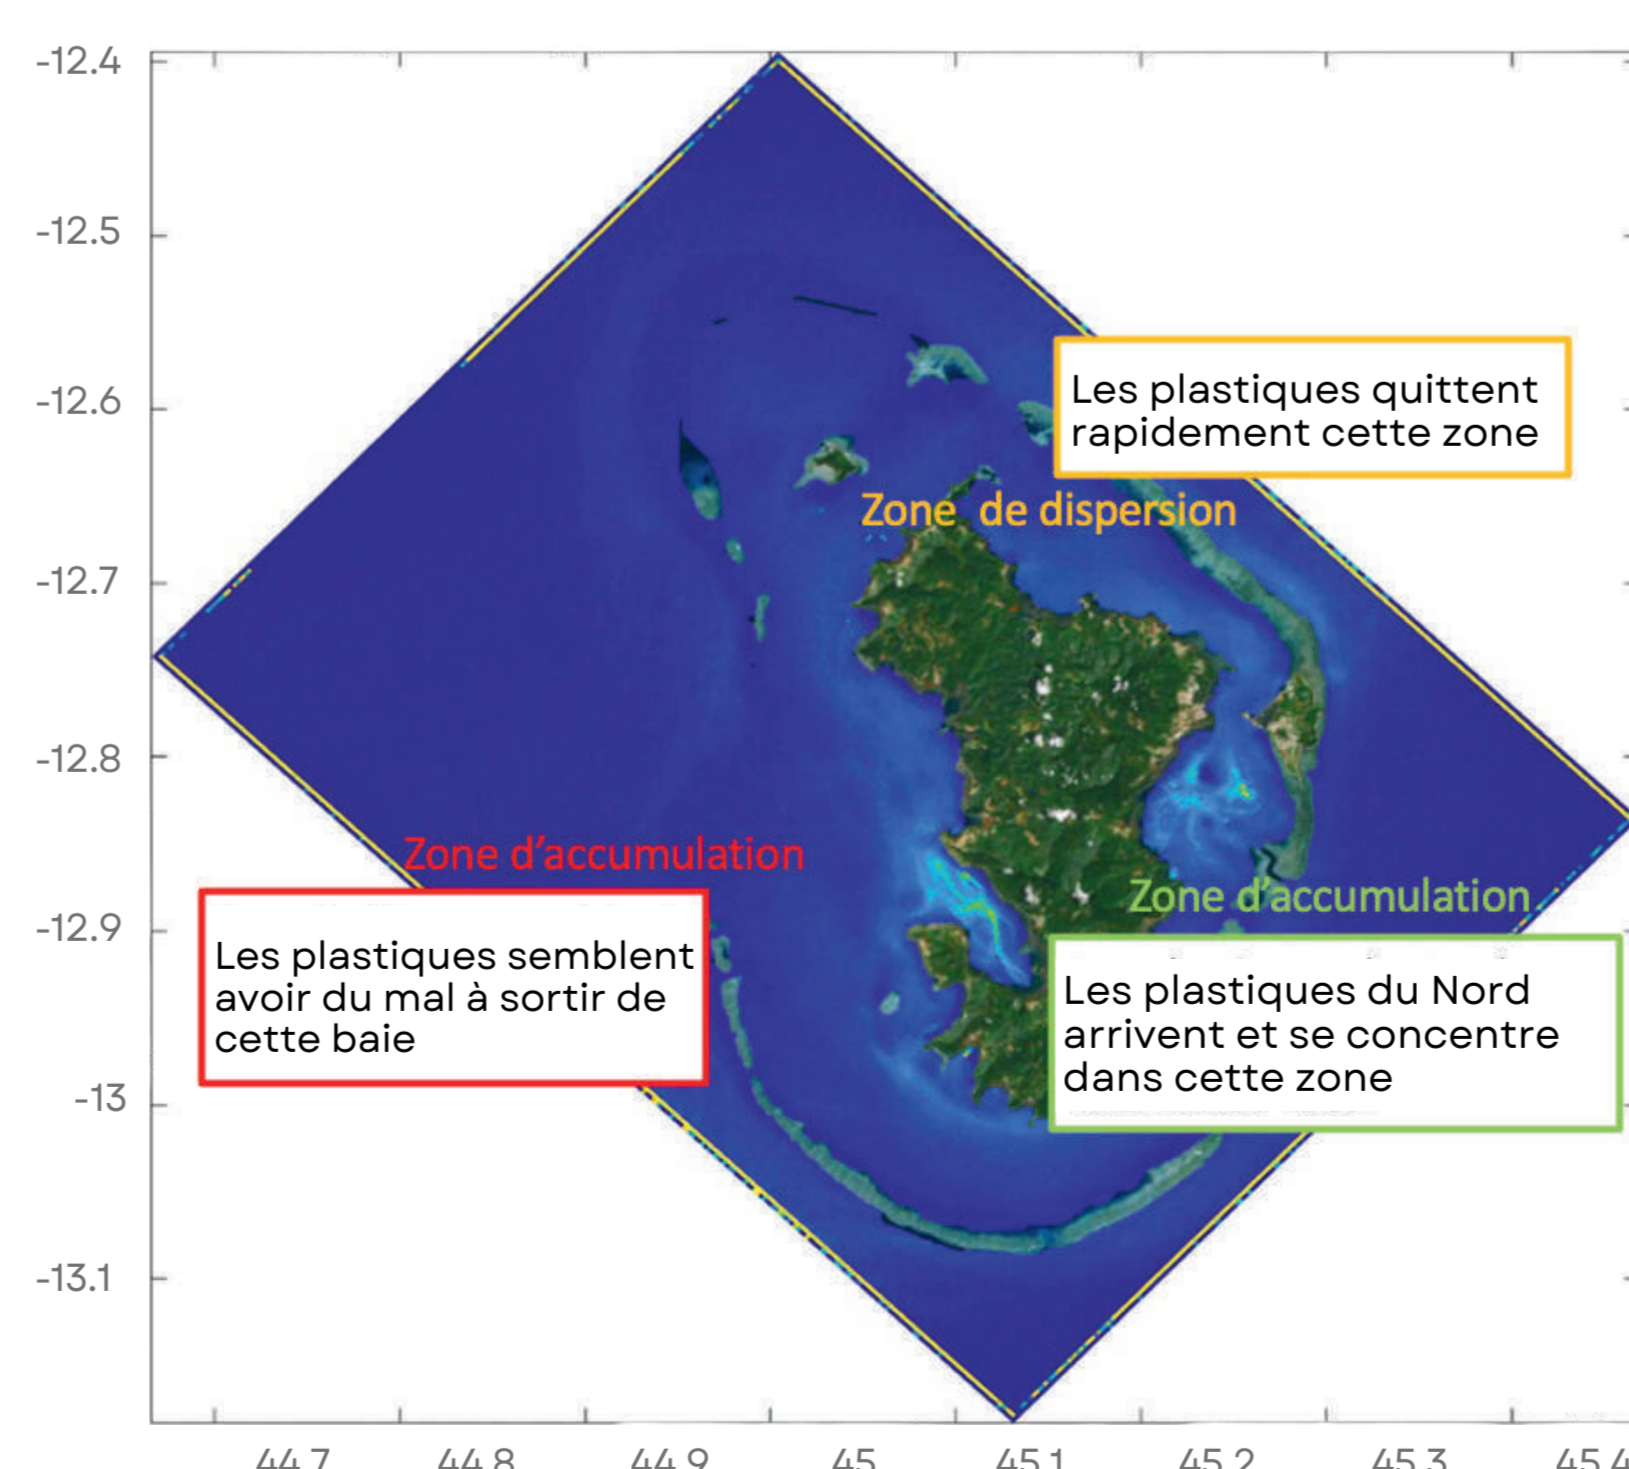 -12.4
-12.5
-12.6
Les plastiques quittent
rapidement cette zone
Zone de dispersion
-12.7
-12.8
Zone d'accumulation
Zone d'accumulation
-12.9
Les plastiques semblent
avoir du mal à sortir de
cette baie
Les plastiques du Nord
arrivent et se concentre
dans cette zone
-13
-13.1
44.7 44.8 44.9 45 45.1 45.2 45.3 45.4